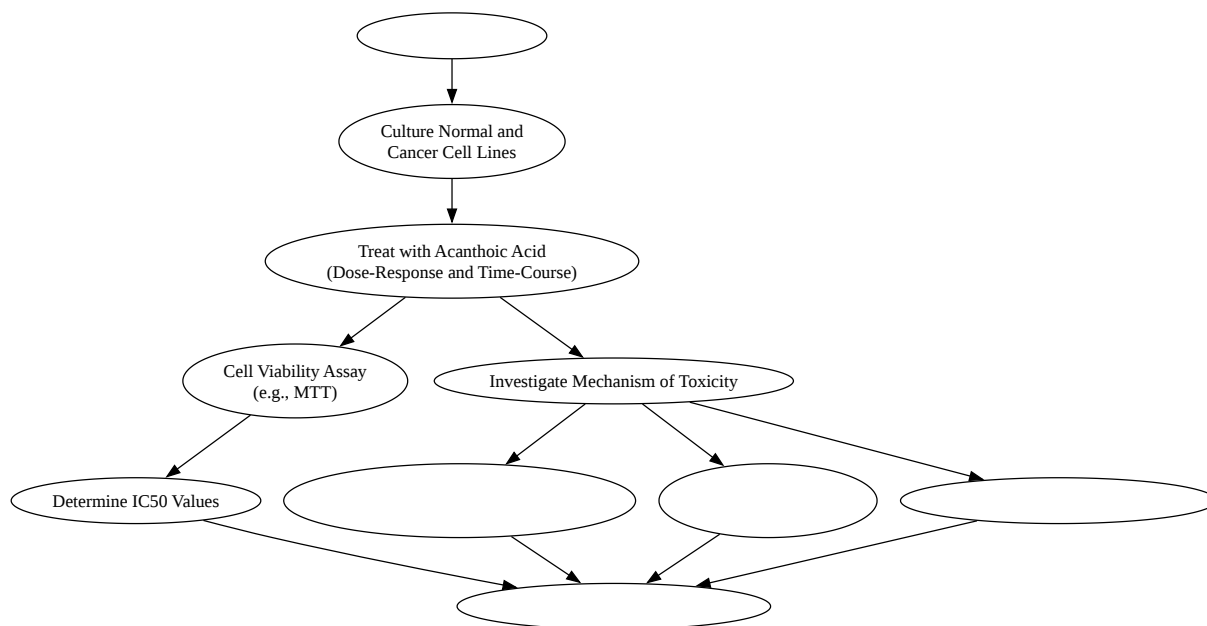 Culture Normal and
Cancer Cell Lines
Treat with Acanthoic Acid
(Dose-Response and Time-Course)
Cell Viability Assay
(e.g., MTT)
Investigate Mechanism of Toxicity
Determine IC50 Values